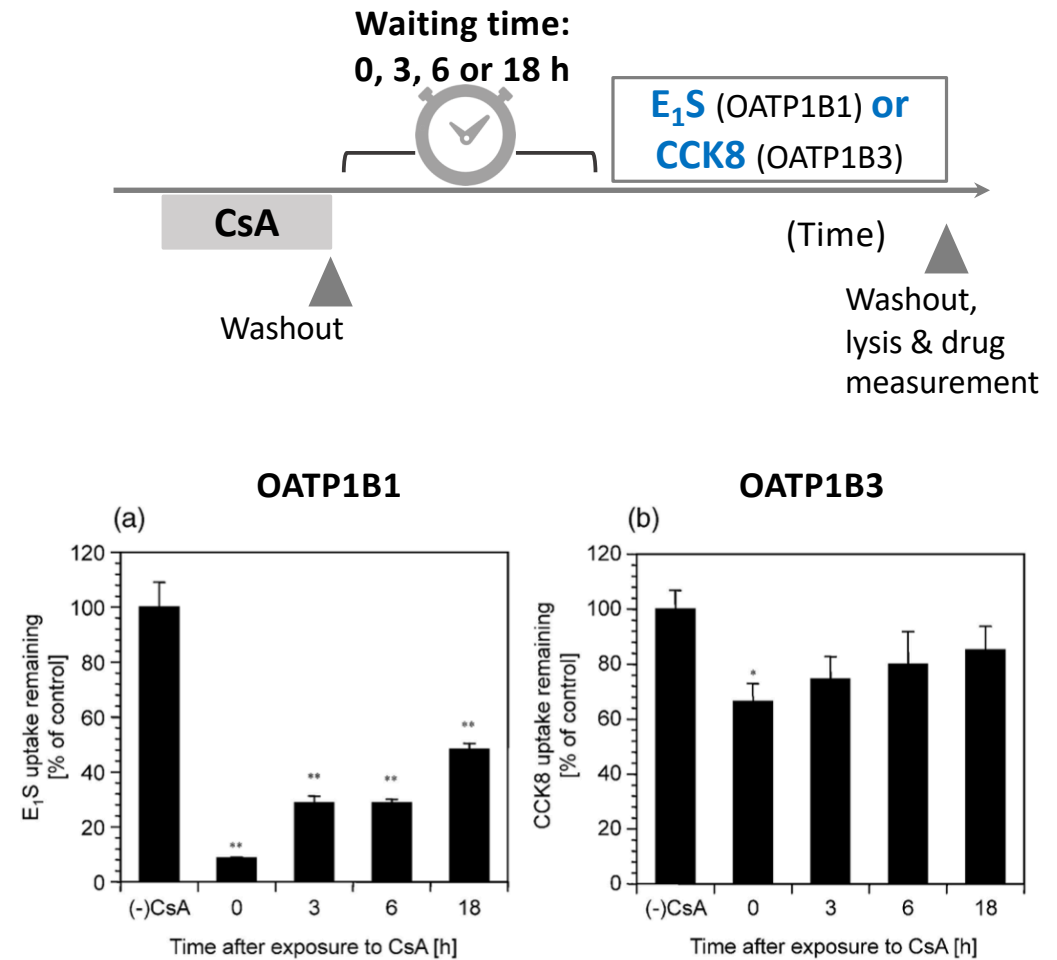 Waiting time:
0, 3, 6 or 18 h
E₁S (OATP1B1) or
CCK8 (OATP1B3)
CsA
(Time)
Washout
Washout,
lysis & drug
measurement
OATP1B1
OATP1B3
(a)
(b)
E₁S uptake remaining
[% of control]
120
100
80
60
40
20
0
**
**
**
**
(-)CsA 0 3 6 18
Time after exposure to CsA [h]
CCK8 uptake remaining
[% of control]
120
100
80
60
40
20
0
*
(-)CsA 0 3 6 18
Time after exposure to CsA [h]